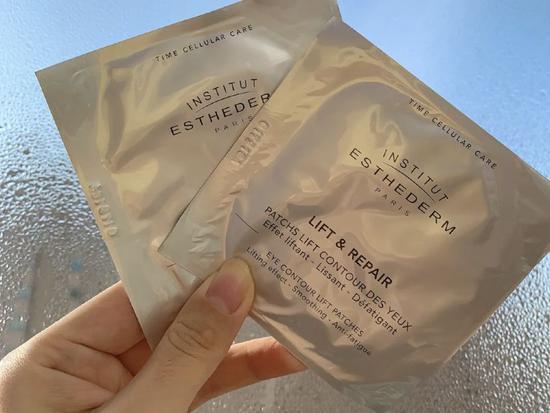 TIME CELLULAR CARE
INSTITUT
ESTHEDER
PARIS
TIME CELLULAR CARE
INSTITUT
ESTHEDERM
PARIS
LIFT & REPAIR
PATCHS LIFT CONTOUR DES YEUX
Effet liftant - Lissant - Défatigant
EYE CONTOUR LIFT PATCHES
Lifting effect - Smoothing - Anti-fatigue